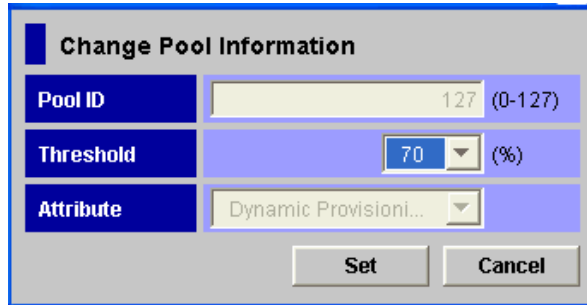 Change Pool Information
Pool ID 127 (0-127)
Threshold 70 (%)
Attribute Dynamic Provisioni...
Set Cancel